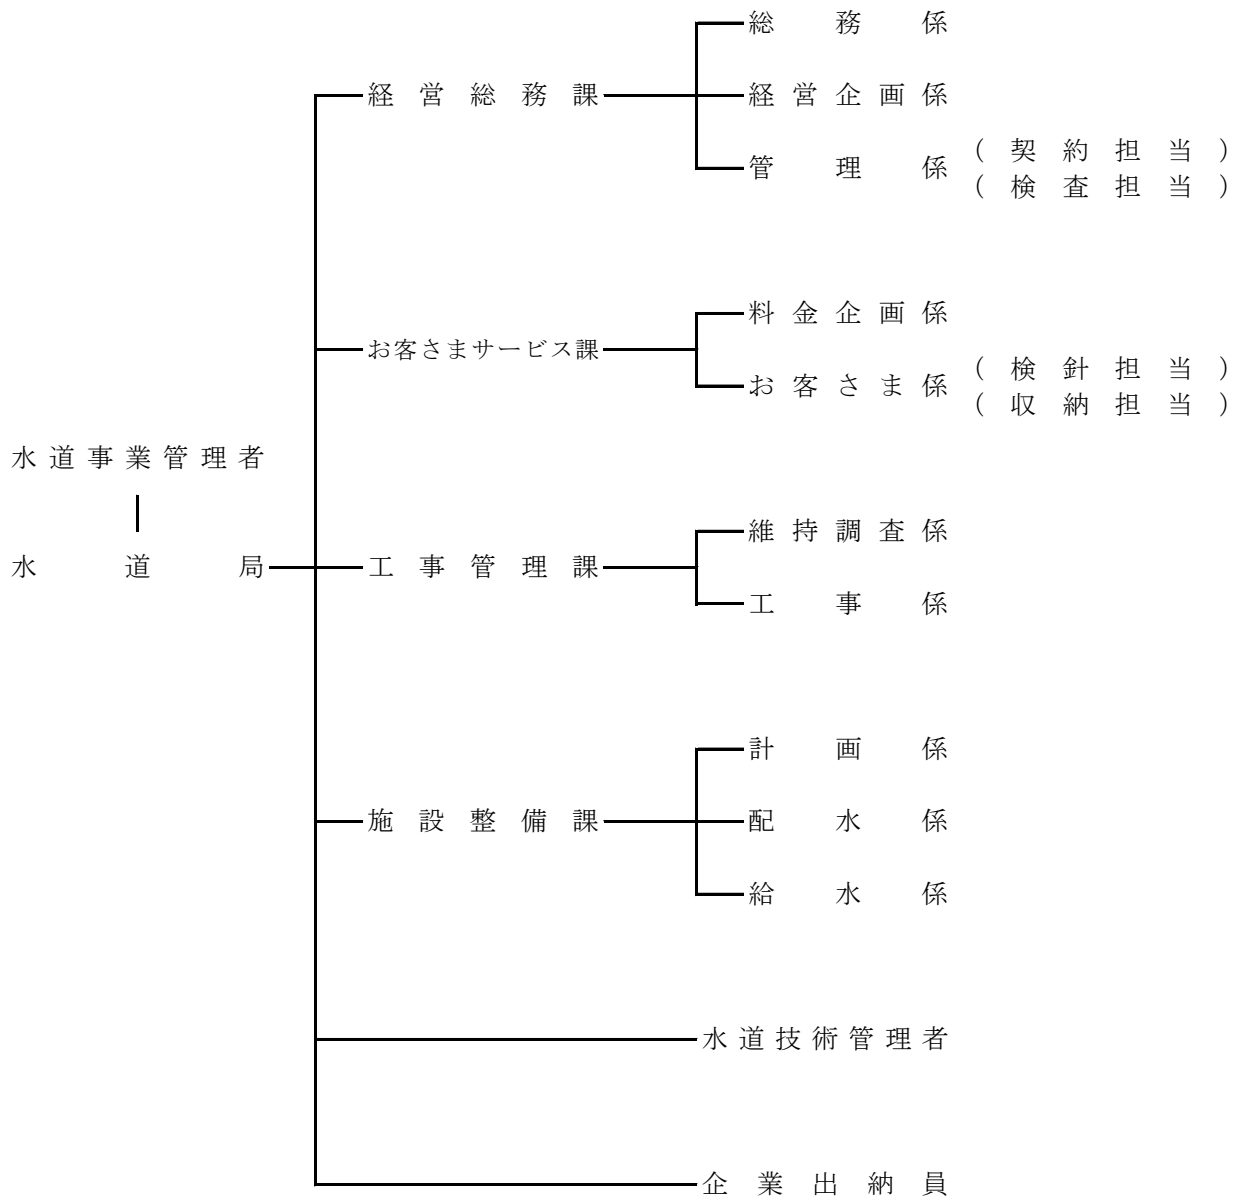 総務係
経営総務課
経営企画係
管理係
(契約担当)
(検査担当)
料金企画係
お客さまサービス課
お客さま係
(検針担当)
(収納担当)
水道事業管理者
維持調査係
水道局
工事管理課
工事係
計画係
施設整備課
配水係
給水係
水道技術管理者
企業出納員